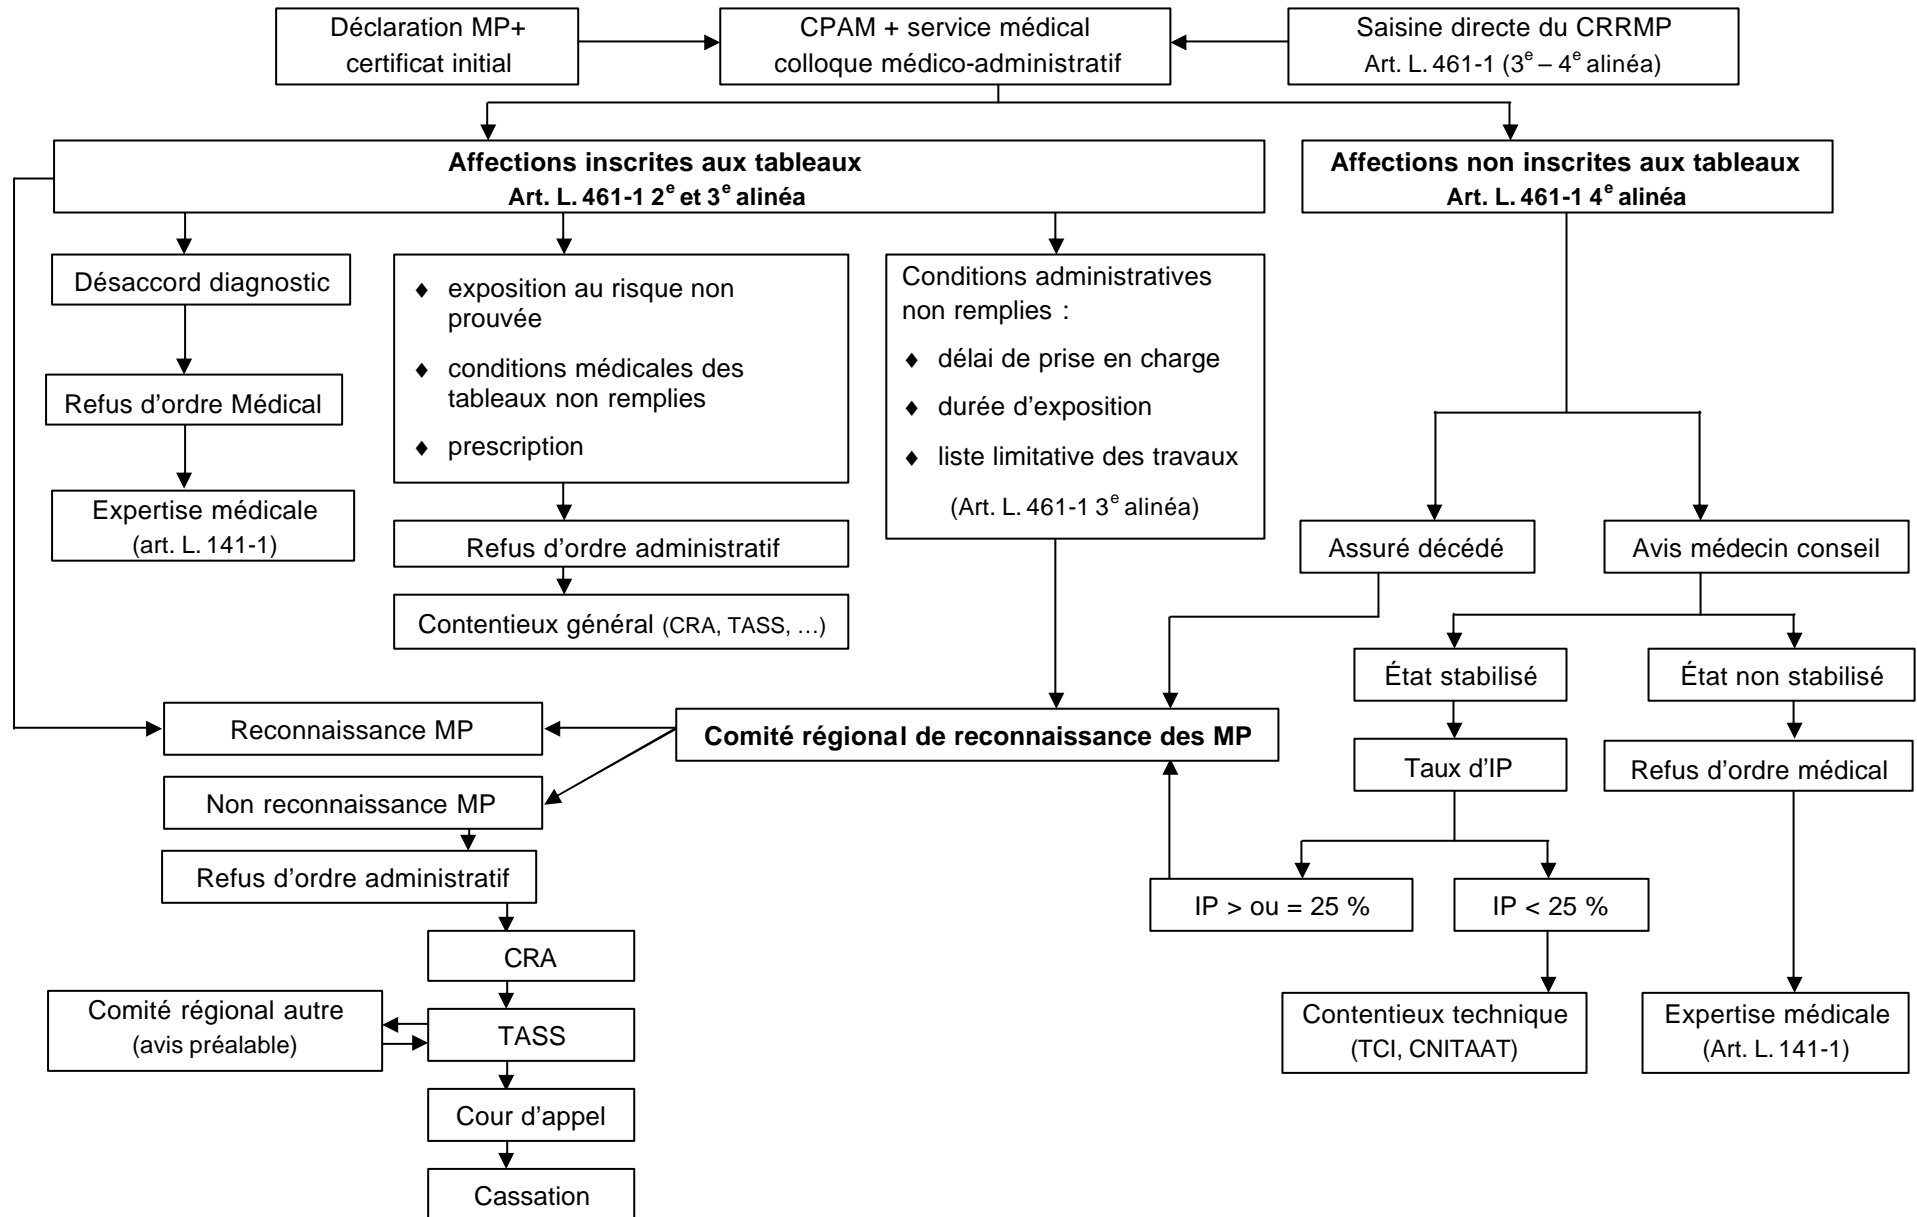 Déclaration MP+
certificat initial
CPAM + service médical
colloque médico-administratif
Saisine directe du CRRMP
Art. L. 461-1 (3e – 4e alinéa)
Affections inscrites aux tableaux
Art. L. 461-1 2e et 3e alinéa
Affections non inscrites aux tableaux
Art. L. 461-1 4e alinéa
Désaccord diagnostic
Refus d'ordre Médical
Expertise médicale
(art. L. 141-1)
♦ exposition au risque non
prouvée
♦ conditions médicales des
tableaux non remplies
♦ prescription
Refus d'ordre administratif
Contentieux général (CRA, TASS, …)
Conditions administratives
non remplies :
♦ délai de prise en charge
♦ durée d'exposition
♦ liste limitative des travaux
(Art. L. 461-1 3e alinéa)
Assuré décédé
Avis médecin conseil
État stabilisé
État non stabilisé
Reconnaissance MP
Comité régional de reconnaissance des MP
Taux d'IP
Refus d'ordre médical
Non reconnaissance MP
Refus d'ordre administratif
IP > ou = 25 %
IP < 25 %
CRA
Comité régional autre
(avis préalable)
TASS
Contentieux technique
(TCI, CNITAAT)
Expertise médicale
(Art. L. 141-1)
Cour d'appel
Cassation